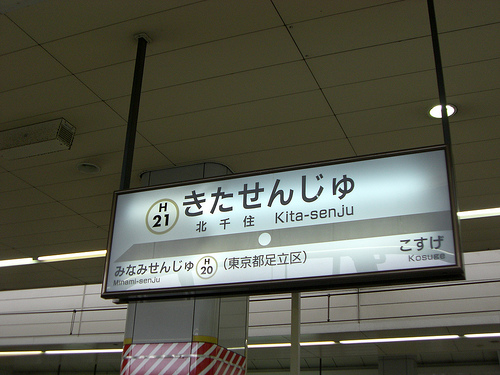 H
21
きたせんじゅ
北千住 Kita-senju
みなみせんじゅ H 20 (東京都足立区) こすげ
Minami-senju Kosuge